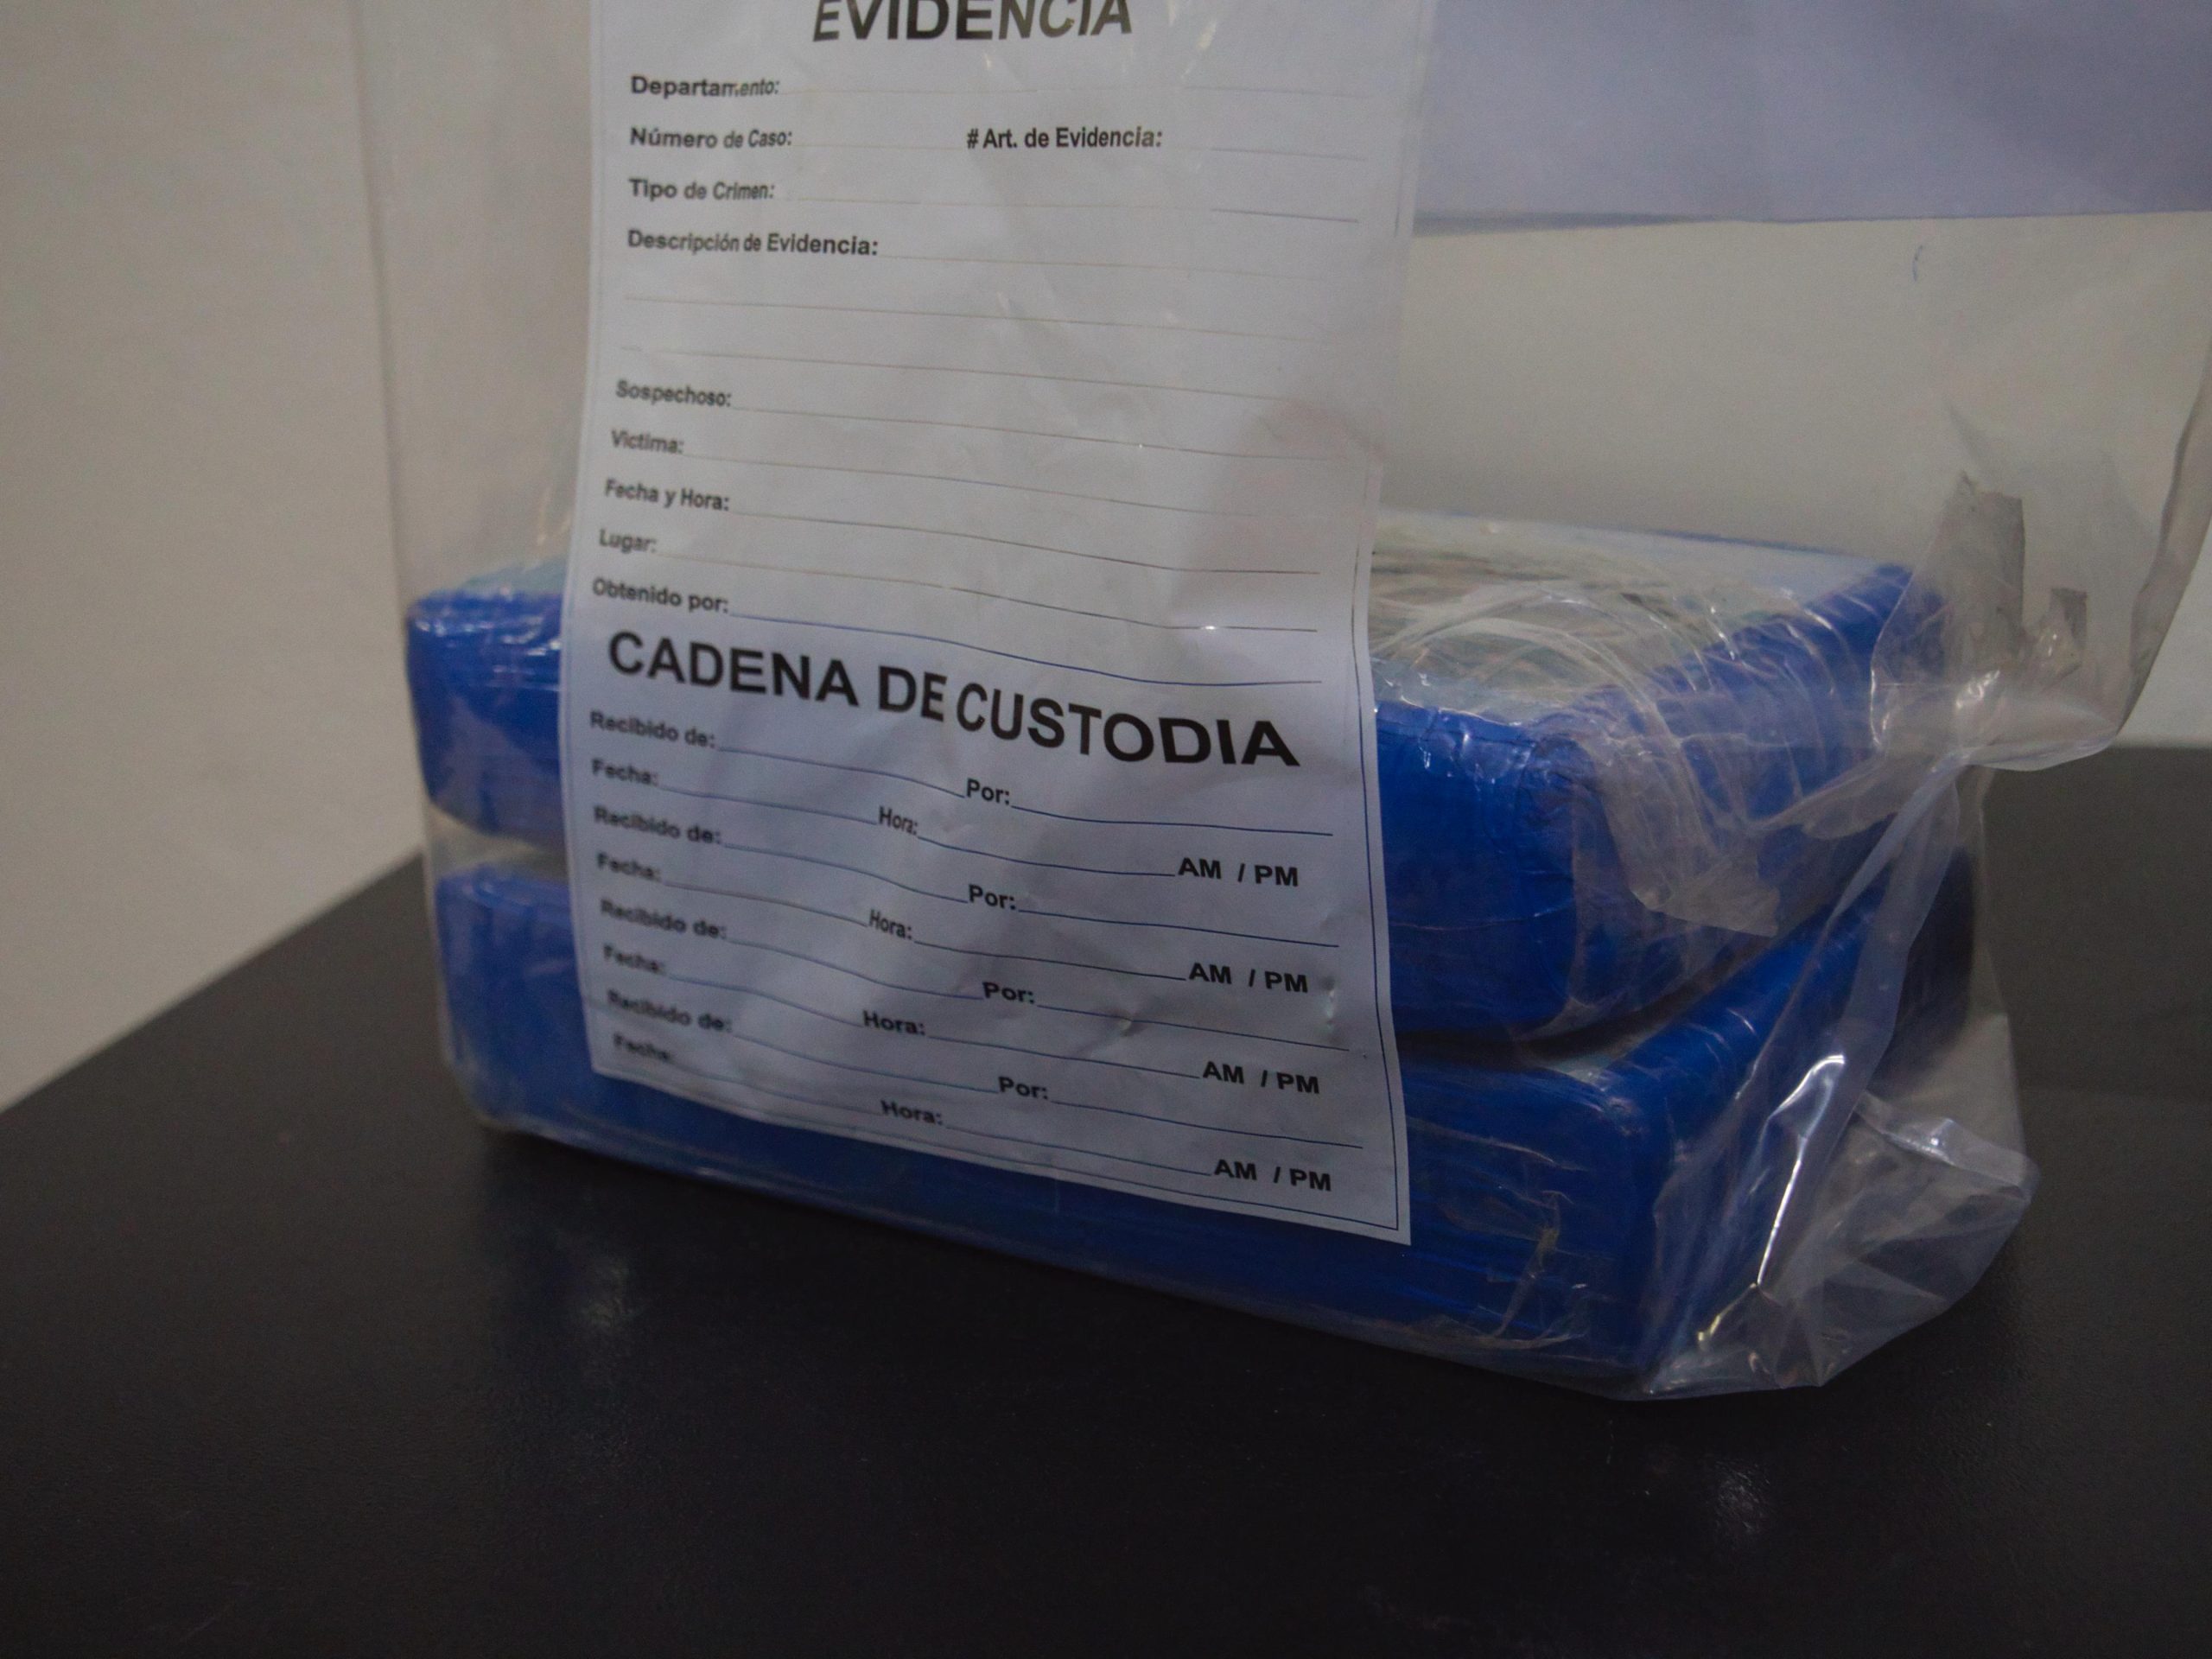 EVIDENCIA
Departamento:
Número de Caso: # Art. de Evidencia:
Tipo de Crimen:
Descripción de Evidencia:
Sospechoso:
Victima:
Fecha y Hora:
Lugar:
Obtenido por:
CADENA DE CUSTODIA
Recibido de: Por:
Fecha: Hora: AM / PM
Recibido de: Por:
Fecha: Hora: AM / PM
Recibido de: Por:
Fecha: Hora: AM / PM
Recibido de: Por:
Fecha: Hora: AM / PM